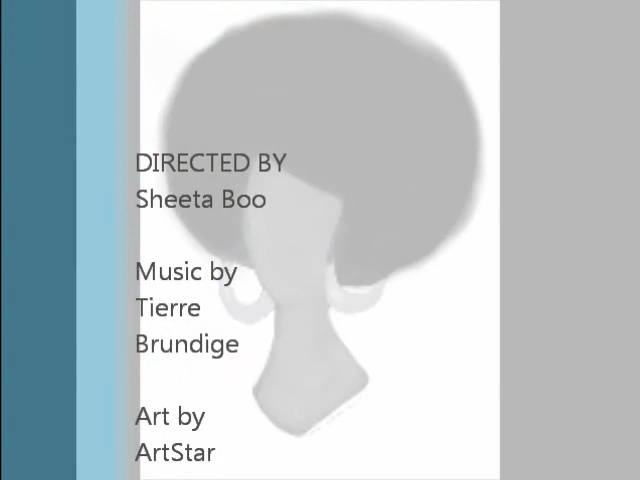 DIRECTED BY
Sheeta Boo
Music by
Tierre
Brundige
Art by
ArtStar